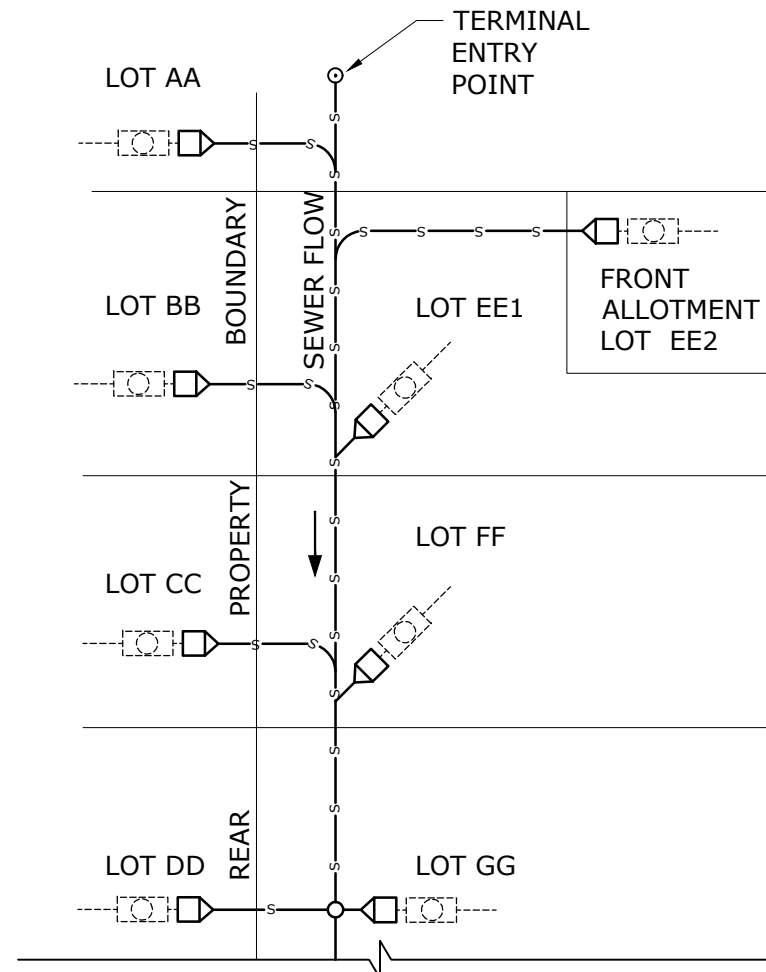 TERMINAL
ENTRY
POINT
LOT AA
S
S
S
S
BOUNDARY
SEWER FLOW
S
S
S
S
S
FRONT
ALLOTMENT
LOT EE2
LOT BB
LOT EE1
S
S
S
S
S
S
PROPERTY
S
LOT FF
LOT CC
S
S
S
S
S
S
REAR
S
LOT DD
LOT GG
S
S